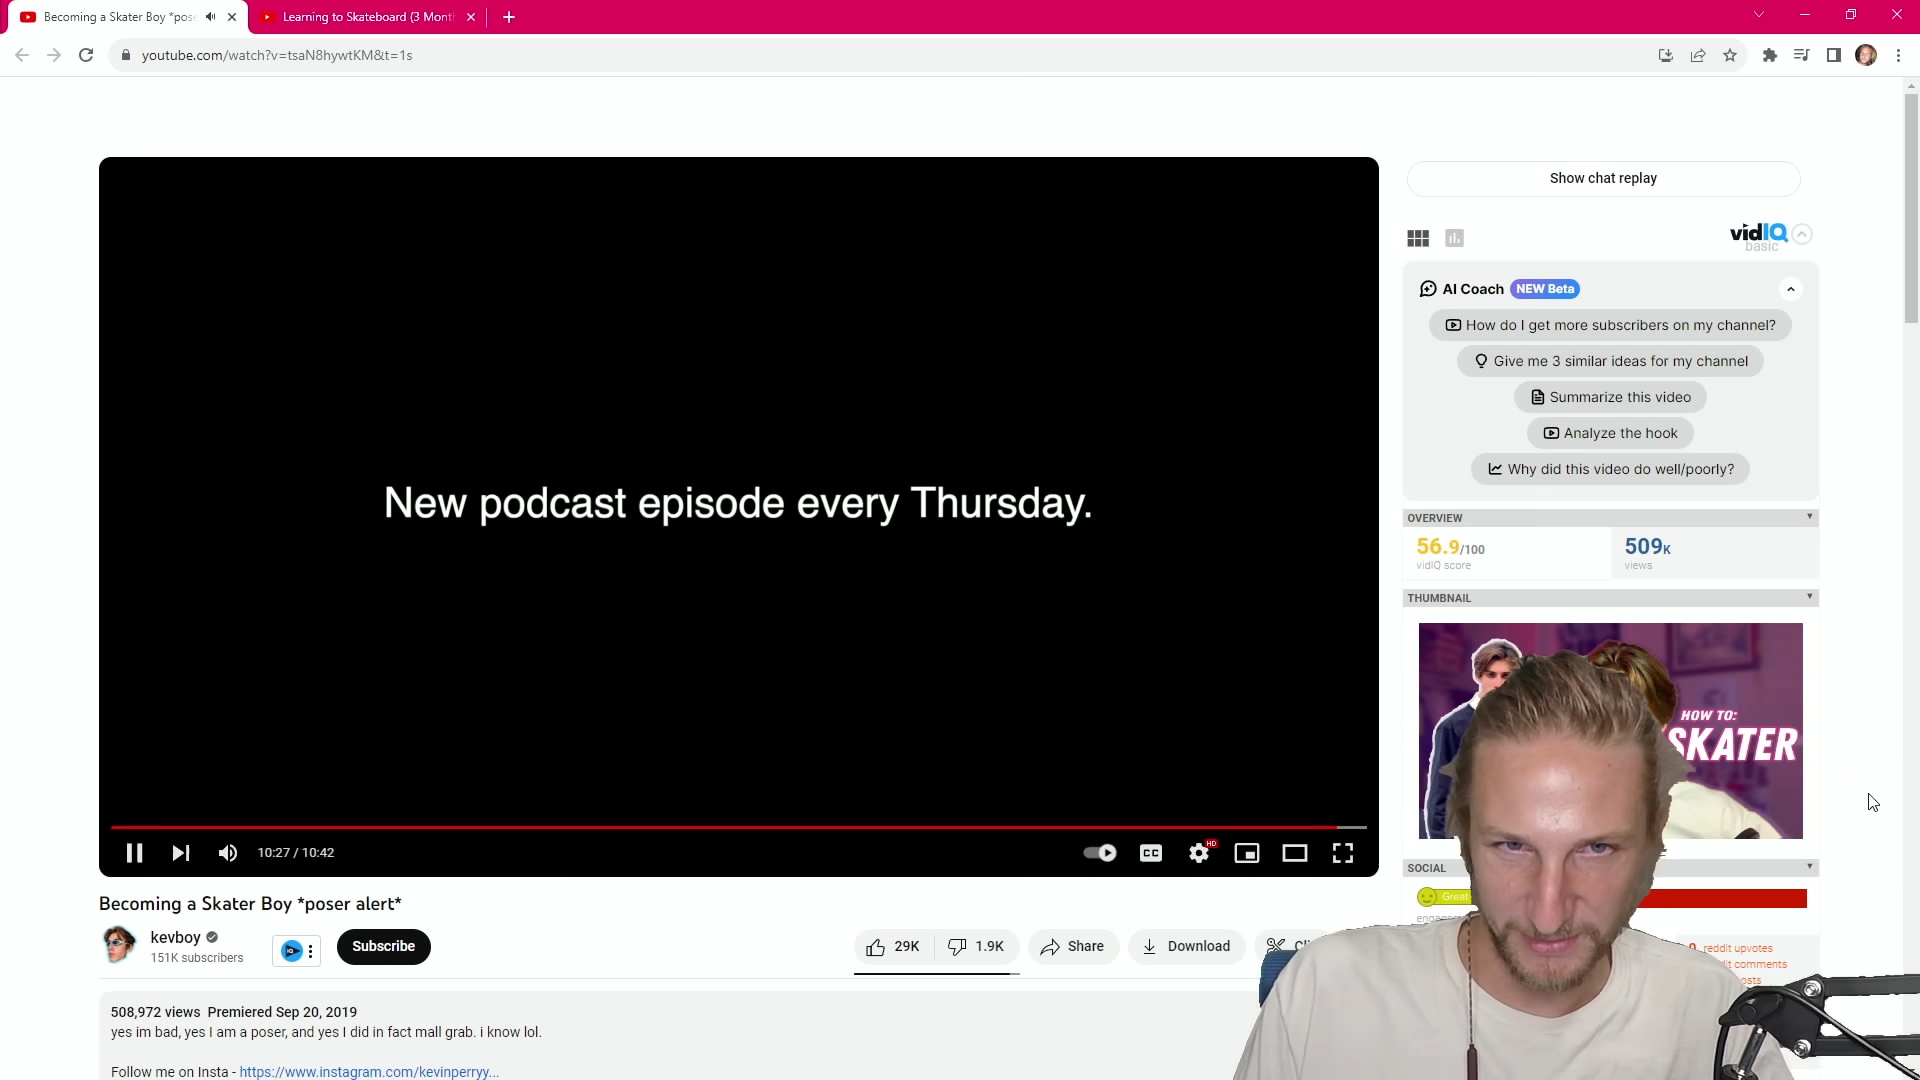 Becoming a Skater Boy *pose
Learning to Skateboard (3 Mont
youtube.com/watch?v=tsaN8hywtKM&t=1s
New podcast episode every Thursday.
10:27 / 10:42
CC
HD
Becoming a Skater Boy *poser alert*
kevboy
151K subscribers
Subscribe
29K
1.9K
Share
Download
508,972 views Premiered Sep 20, 2019
yes im bad, yes I am a poser, and yes I did in fact mall grab. i know lol.
Follow me on Insta - https://www.instagram.com/kevinperryy...
Show chat replay
vidIQ
basic
AI Coach NEW Beta
How do I get more subscribers on my channel?
Give me 3 similar ideas for my channel
Summarize this video
Analyze the hook
Why did this video do well/poorly?
OVERVIEW
56.9/100
vidIQ score
509K
views
THUMBNAIL
HOW TO:
SKATER
SOCIAL
Great
reddit upvotes